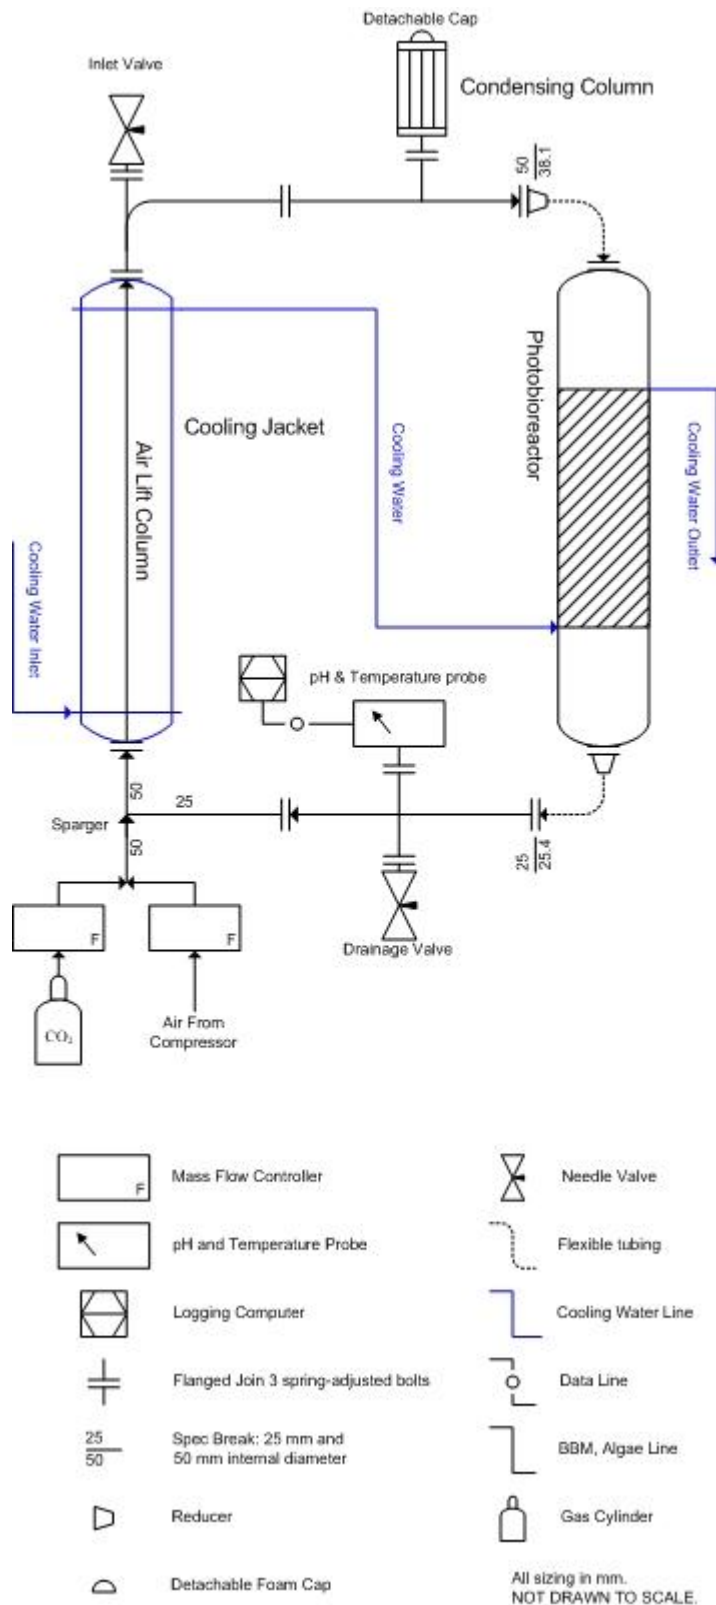 Detachable Cap
Inlet Valve
Condensing Column
50
38.1
Photobioreactor
Cooling Jacket
Air Lift Column
Cooling Water
Cooling Water Outlet
Cooling Water Inlet
pH & Temperature probe
50
25
Sparger
50
25
25.4
F
F
Drainage Valve
CO₂
Air From
Compressor
F
Mass Flow Controller
Needle Valve
pH and Temperature Probe
Flexible tubing
Logging Computer
Cooling Water Line
Flanged Join 3 spring-adjusted bolts
Data Line
25
50
Spec Break: 25 mm and
50 mm internal diameter
BBM, Algae Line
Reducer
Gas Cylinder
Detachable Foam Cap
All sizing in mm.
NOT DRAWN TO SCALE.